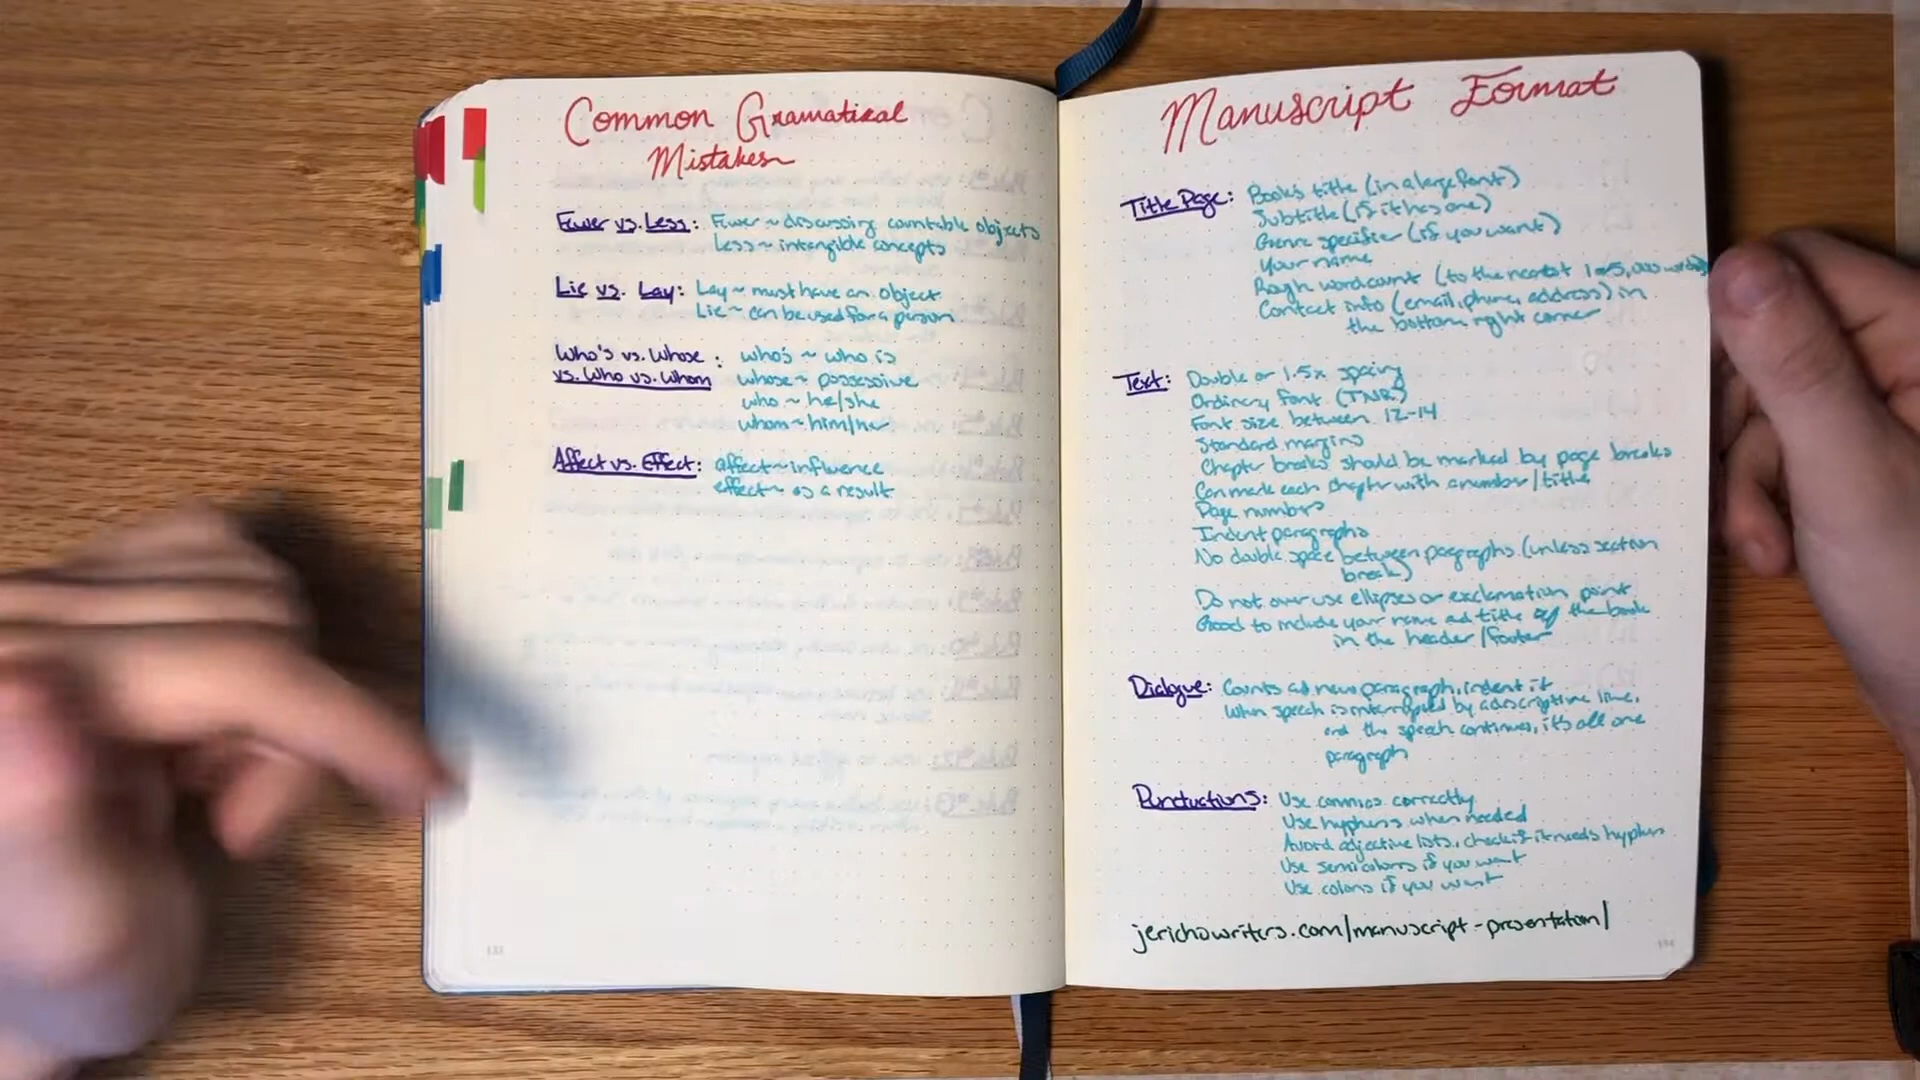 Common Gramatical
Mistakes
Fewer vs. Less: Fewer ~ discussing countable objects
Less ~ intangible concepts
Lie vs. Lay: Lay ~ must have an object
Lie ~ can be used for a person
Who's vs. Whose : who's ~ who is
vs. Who vs. Whom whose ~ possessive
who ~ he/she
whom ~ him/her
Affect vs. Effect: affect ~ influence
effect ~ as a result
133
Manuscript Format
Title Page: Book's title (in a large font)
Subtitle (if it has one)
Genre specifier (if you want)
Your name
Rough wordcount (to the nearest 1 or 5,000 words)
Contact info (email, phone, address) in
the bottom right corner
Text: Double or 1.5x spacing
Ordinary font (TNR)
Font size between 12-14
Standard margins
Chapter breaks should be marked by page breaks
Can mark each chapter with a number/title
Page numbers
Indent paragraphs
No double space between paragraphs (unless section
break)
Do not over use ellipses or exclamation point
Good to include your name and title of the book
in the header/footer
Dialogue: Counts as new paragraph, indent it
When speech is interrupted by a descriptive line,
and the speech continues, it's all one
paragraph
Punctuations: Use commas correctly
Use hyphens when needed
Avoid adjective lists, check if it needs hyphen
Use semicolons if you want
Use colons if you want
jerichowriters.com/manuscript-presentation/
134